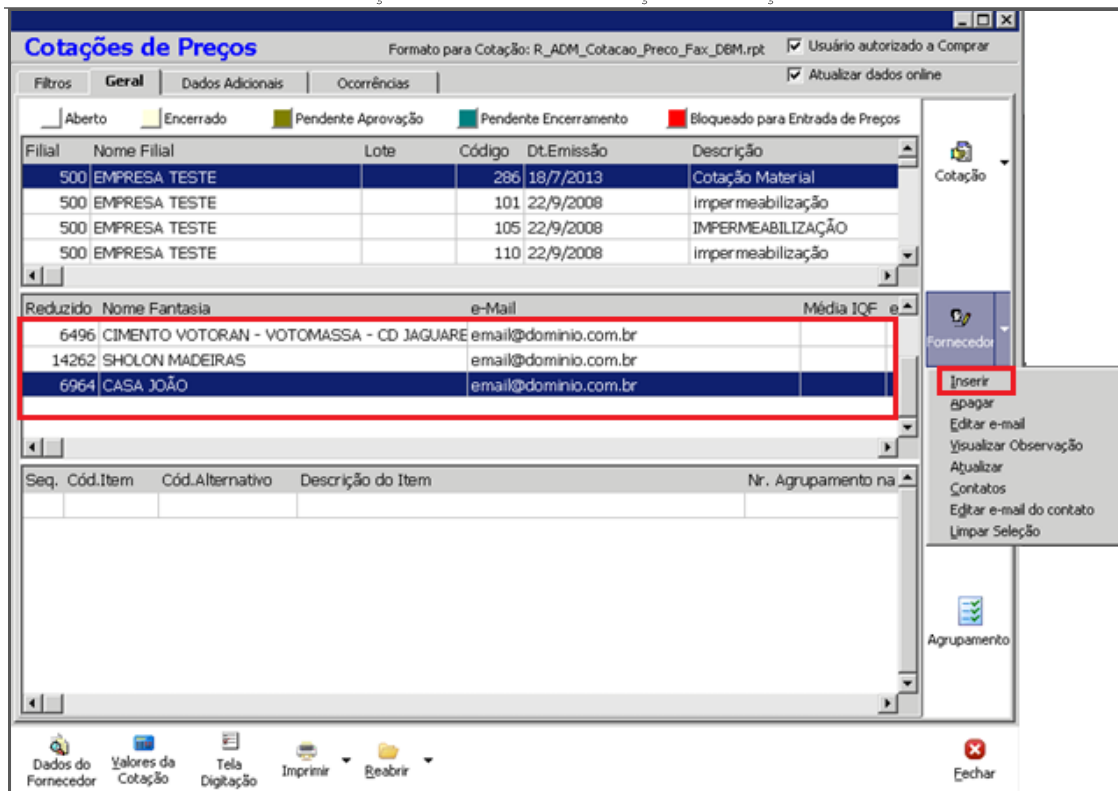 Cotações de Preços Formato para Cotação: R_ADM_Cotacao_Preco_Fax_DBM.rpt Usuário autorizado a Comprar
Atualizar dados online
Filtros Geral Dados Adicionais Ocorrências
Aberto Encerrado Pendente Aprovação Pendente Encerramento Bloqueado para Entrada de Preços
Filial Nome Filial Lote Código Dt.Emissão Descrição
500 EMPRESA TESTE 286 18/7/2013 Cotação Material
500 EMPRESA TESTE 101 22/9/2008 impermeabilização
500 EMPRESA TESTE 105 22/9/2008 IMPERMEABILIZAÇÃO
500 EMPRESA TESTE 110 22/9/2008 impermeabilização
Cotação
Reduzido Nome Fantasia e-Mail Média IQF e
6496 CIMENTO VOTORAN - VOTOMASSA - CD JAGUARE email@dominio.com.br
14262 SHOLON MADEIRAS email@dominio.com.br
6964 CASA JOÃO email@dominio.com.br
Fornecedor
Inserir
Apagar
Editar e-mail
Visualizar Observação
Atualizar
Contatos
Editar e-mail do contato
Limpar Seleção
Seq. Cód.Item Cód.Alternativo Descrição do Item Nr. Agrupamento na
Agrupamento
Dados do Fornecedor
Valores da Cotação
Tela Digitação
Imprimir
Reabrir
Fechar